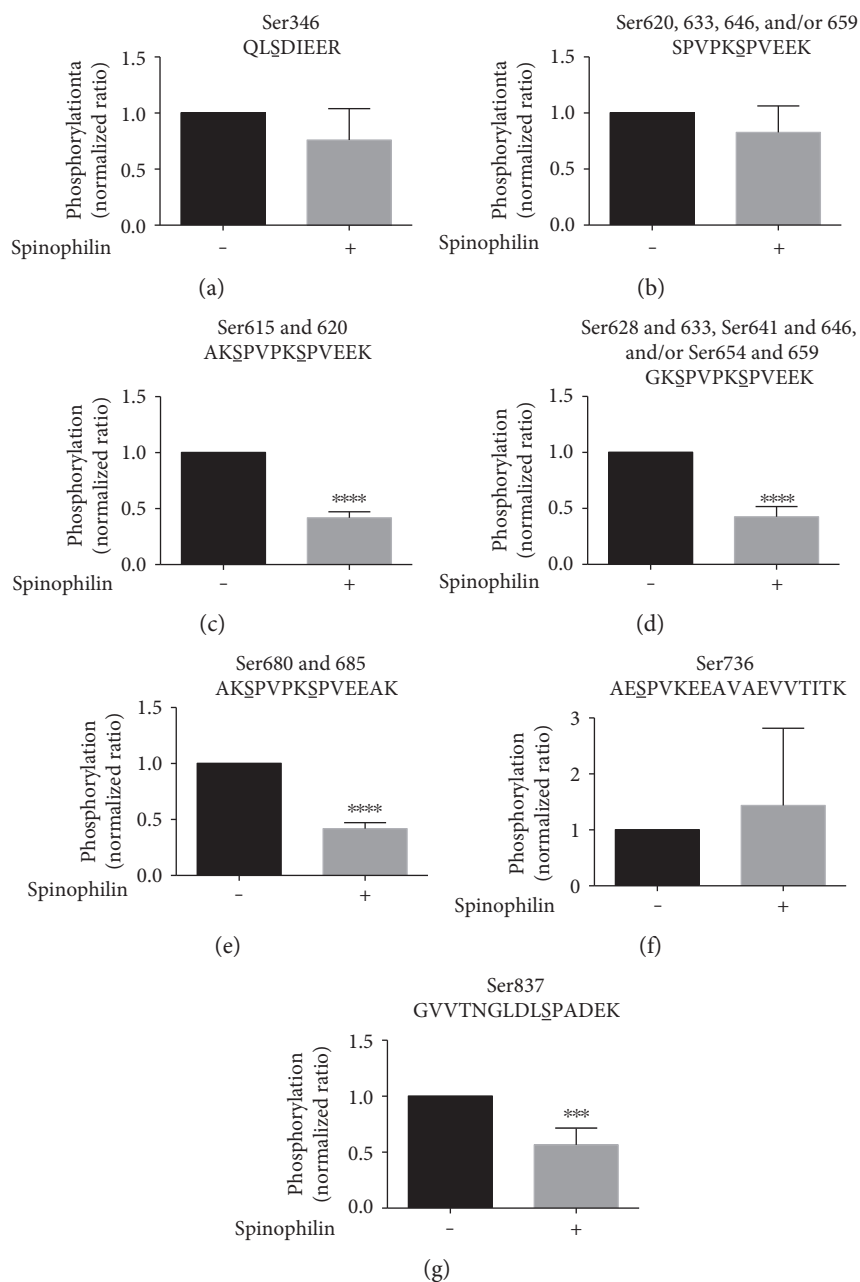 Ser346
QLSDIEER
Phosphorylationta
(normalized ratio)
1.5
1.0
0.5
0.0
Spinophilin
– +
(a)
Ser620, 633, 646, and/or 659
SPVPKSPVEEK
Phosphorylationta
(normalized ratio)
1.5
1.0
0.5
0.0
Spinophilin
– +
(b)
Ser615 and 620
AKSPVPKSPVEEK
Phosphorylation
(normalized ratio)
1.5
1.0
0.5
0.0
****
Spinophilin
– +
(c)
Ser628 and 633, Ser641 and 646,
and/or Ser654 and 659
GKSPVPKSPVEEK
Phosphorylation
(normalized ratio)
1.5
1.0
0.5
0.0
****
Spinophilin
– +
(d)
Ser680 and 685
AKSPVPKSPVEEAK
Phosphorylation
(normalized ratio)
1.5
1.0
0.5
0.0
****
Spinophilin
– +
(e)
Ser736
AESPVKEEAVAEVVTITK
Phosphorylation
(normalized ratio)
3
2
1
0
Spinophilin
– +
(f)
Ser837
GVVTNGLDLSPADEK
Phosphorylation
(normalized ratio)
1.5
1.0
0.5
0.0
***
Spinophilin
– +
(g)